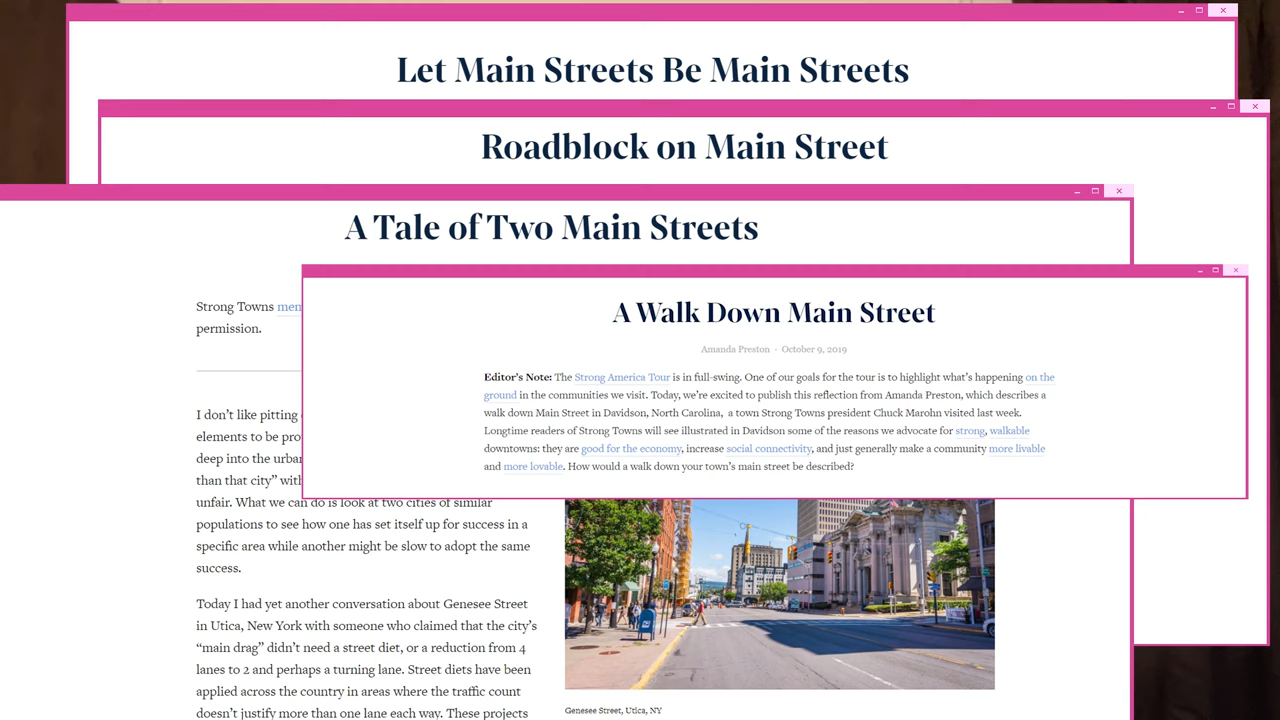 Let Main Streets Be Main Streets
Roadblock on Main Street
A Tale of Two Main Streets
Strong Towns
permission.
I don't like pitting
elements to be
deep into the
than that city"
unfair. What we can do is look at two cities of similar
populations to see how one has set itself up for success in a
specific area while another might be slow to adopt the same
success.
Today I had yet another conversation about Genesee Street
in Utica, New York with someone who claimed that the city's
"main drag" didn't need a street diet, or a reduction from 4
lanes to 2 and perhaps a turning lane. Street diets have been
applied across the country in areas where the traffic count
doesn't justify more than one lane each way. These projects
A Walk Down Main Street
Amanda Preston · October 9, 2019
Editor's Note: The Strong America Tour is in full-swing. One of our goals for the tour is to highlight what's happening on the
ground in the communities we visit. Today, we're excited to publish this reflection from Amanda Preston, which describes a
walk down Main Street in Davidson, North Carolina, a town Strong Towns president Chuck Marohn visited last week.
Longtime readers of Strong Towns will see illustrated in Davidson some of the reasons we advocate for strong, walkable
downtowns: they are good for the economy, increase social connectivity, and just generally make a community more livable
and more lovable. How would a walk down your town's main street be described?
Genesee Street, Utica, NY